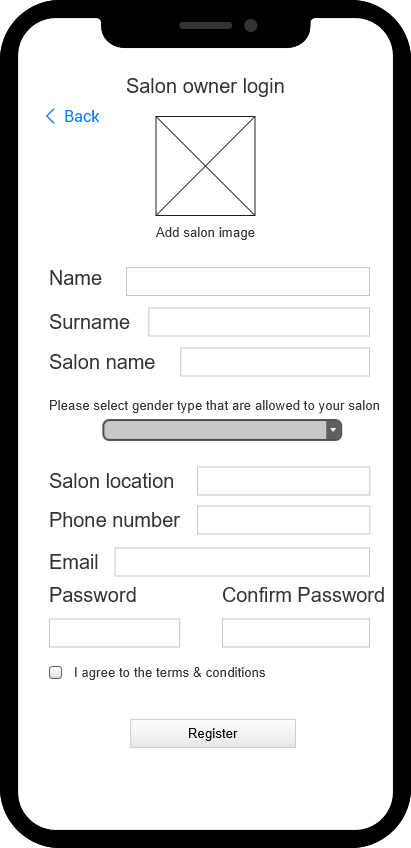 Salon owner login
Back
Add salon image
Name
Surname
Salon name
Please select gender type that are allowed to your salon
Salon location
Phone number
Email
Password Confirm Password
I agree to the terms & conditions
Register